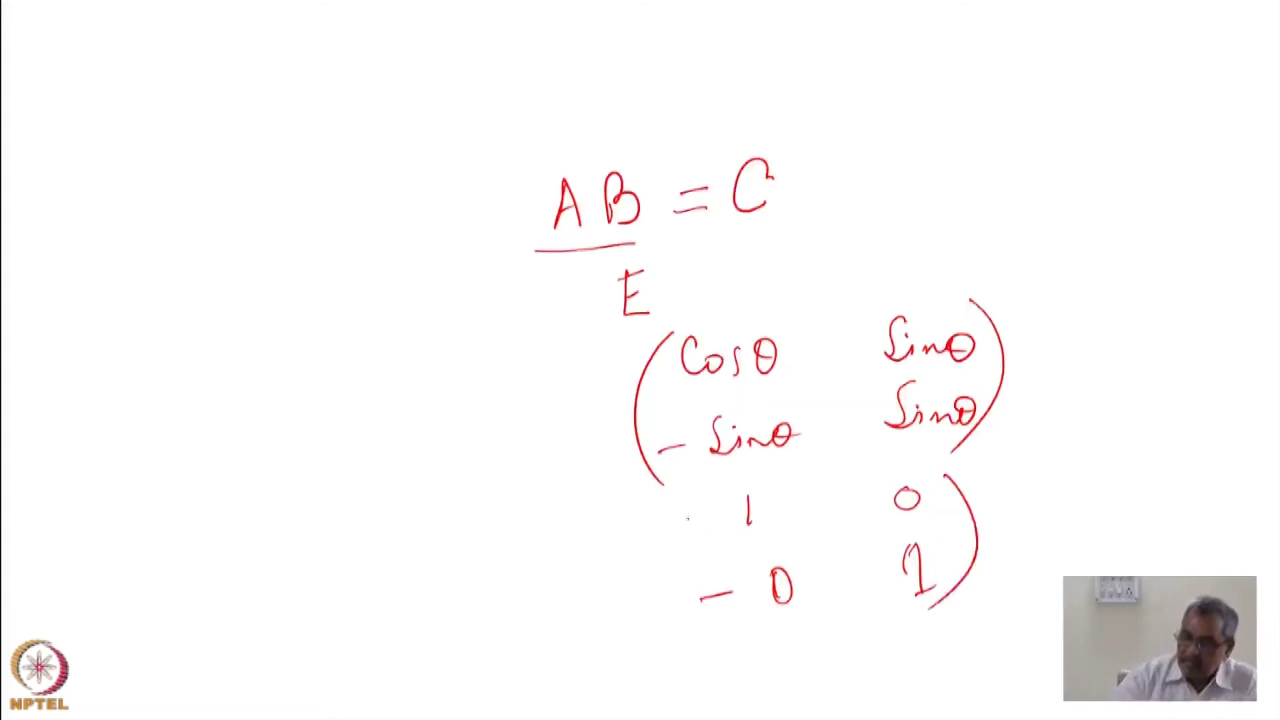 AB = C
E
( Cosθ Sinθ )
( - Sinθ Sinθ )
1 0 )
- 0 1 )
NPTEL